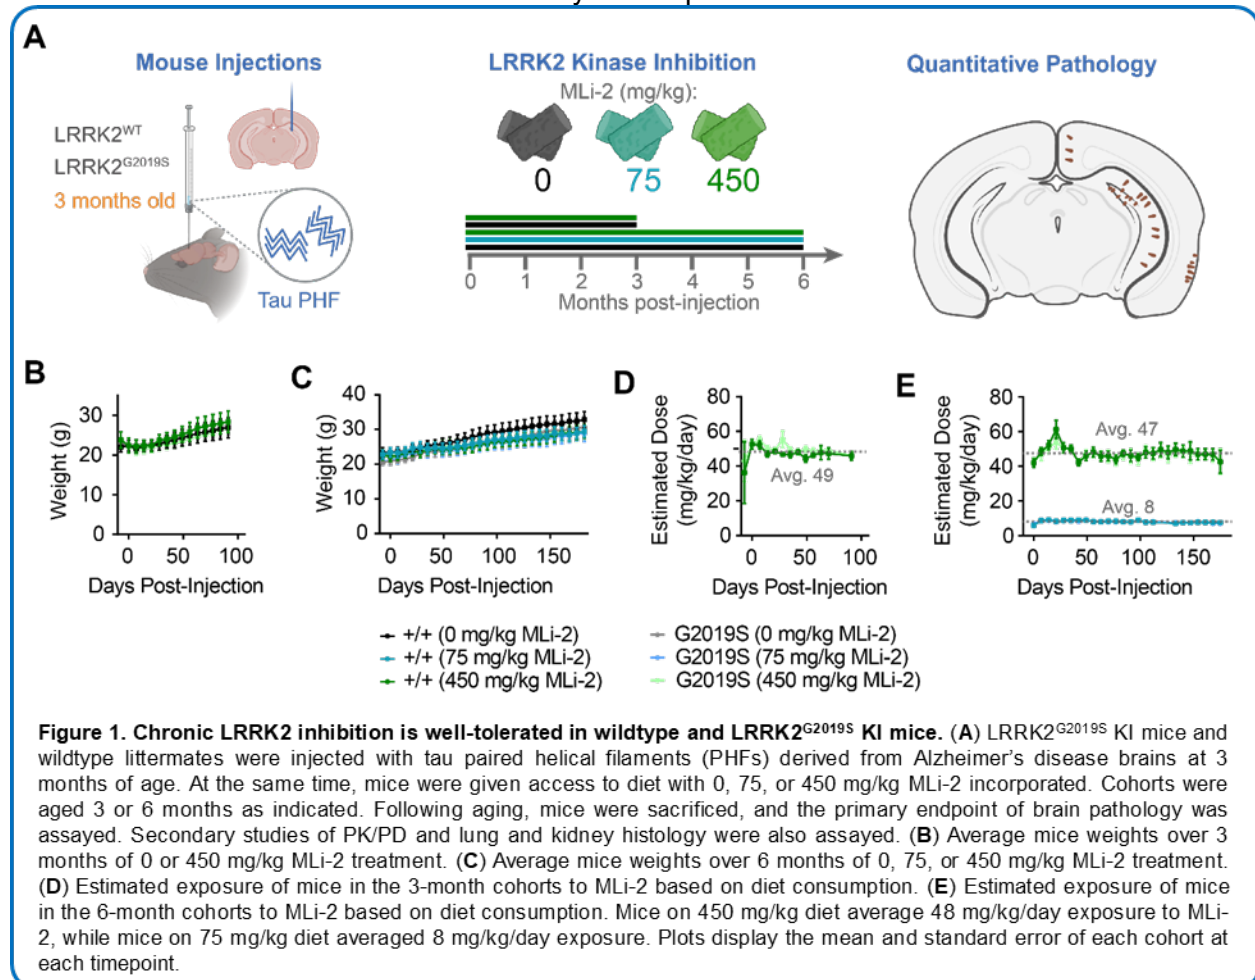 A
Mouse Injections
LRRK2WT
LRRK2G2019S
3 months old
Tau PHF
LRRK2 Kinase Inhibition
MLi-2 (mg/kg):
0 75 450
0 1 2 3 4 5 6
Months post-injection
Quantitative Pathology
B
Weight (g)
30
20
10
0
0 50 100
Days Post-Injection
C
Weight (g)
40
30
20
10
0
0 50 100 150
Days Post-Injection
D
Estimated Dose
(mg/kg/day)
80
60
40
20
0
Avg. 49
0 50 100
Days Post-Injection
E
Estimated Dose
(mg/kg/day)
80
60
40
20
0
Avg. 47
Avg. 8
0 50 100 150
Days Post-Injection
+/+ (0 mg/kg MLi-2)
+/+ (75 mg/kg MLi-2)
+/+ (450 mg/kg MLi-2)
G2019S (0 mg/kg MLi-2)
G2019S (75 mg/kg MLi-2)
G2019S (450 mg/kg MLi-2)
Figure 1. Chronic LRRK2 inhibition is well-tolerated in wildtype and LRRK2G2019S KI mice. (A) LRRK2G2019S KI mice and
wildtype littermates were injected with tau paired helical filaments (PHFs) derived from Alzheimer's disease brains at 3
months of age. At the same time, mice were given access to diet with 0, 75, or 450 mg/kg MLi-2 incorporated. Cohorts were
aged 3 or 6 months as indicated. Following aging, mice were sacrificed, and the primary endpoint of brain pathology was
assayed. Secondary studies of PK/PD and lung and kidney histology were also assayed. (B) Average mice weights over 3
months of 0 or 450 mg/kg MLi-2 treatment. (C) Average mice weights over 6 months of 0, 75, or 450 mg/kg MLi-2 treatment.
(D) Estimated exposure of mice in the 3-month cohorts to MLi-2 based on diet consumption. (E) Estimated exposure of mice
in the 6-month cohorts to MLi-2 based on diet consumption. Mice on 450 mg/kg diet average 48 mg/kg/day exposure to MLi-
2, while mice on 75 mg/kg diet averaged 8 mg/kg/day exposure. Plots display the mean and standard error of each cohort at
each timepoint.